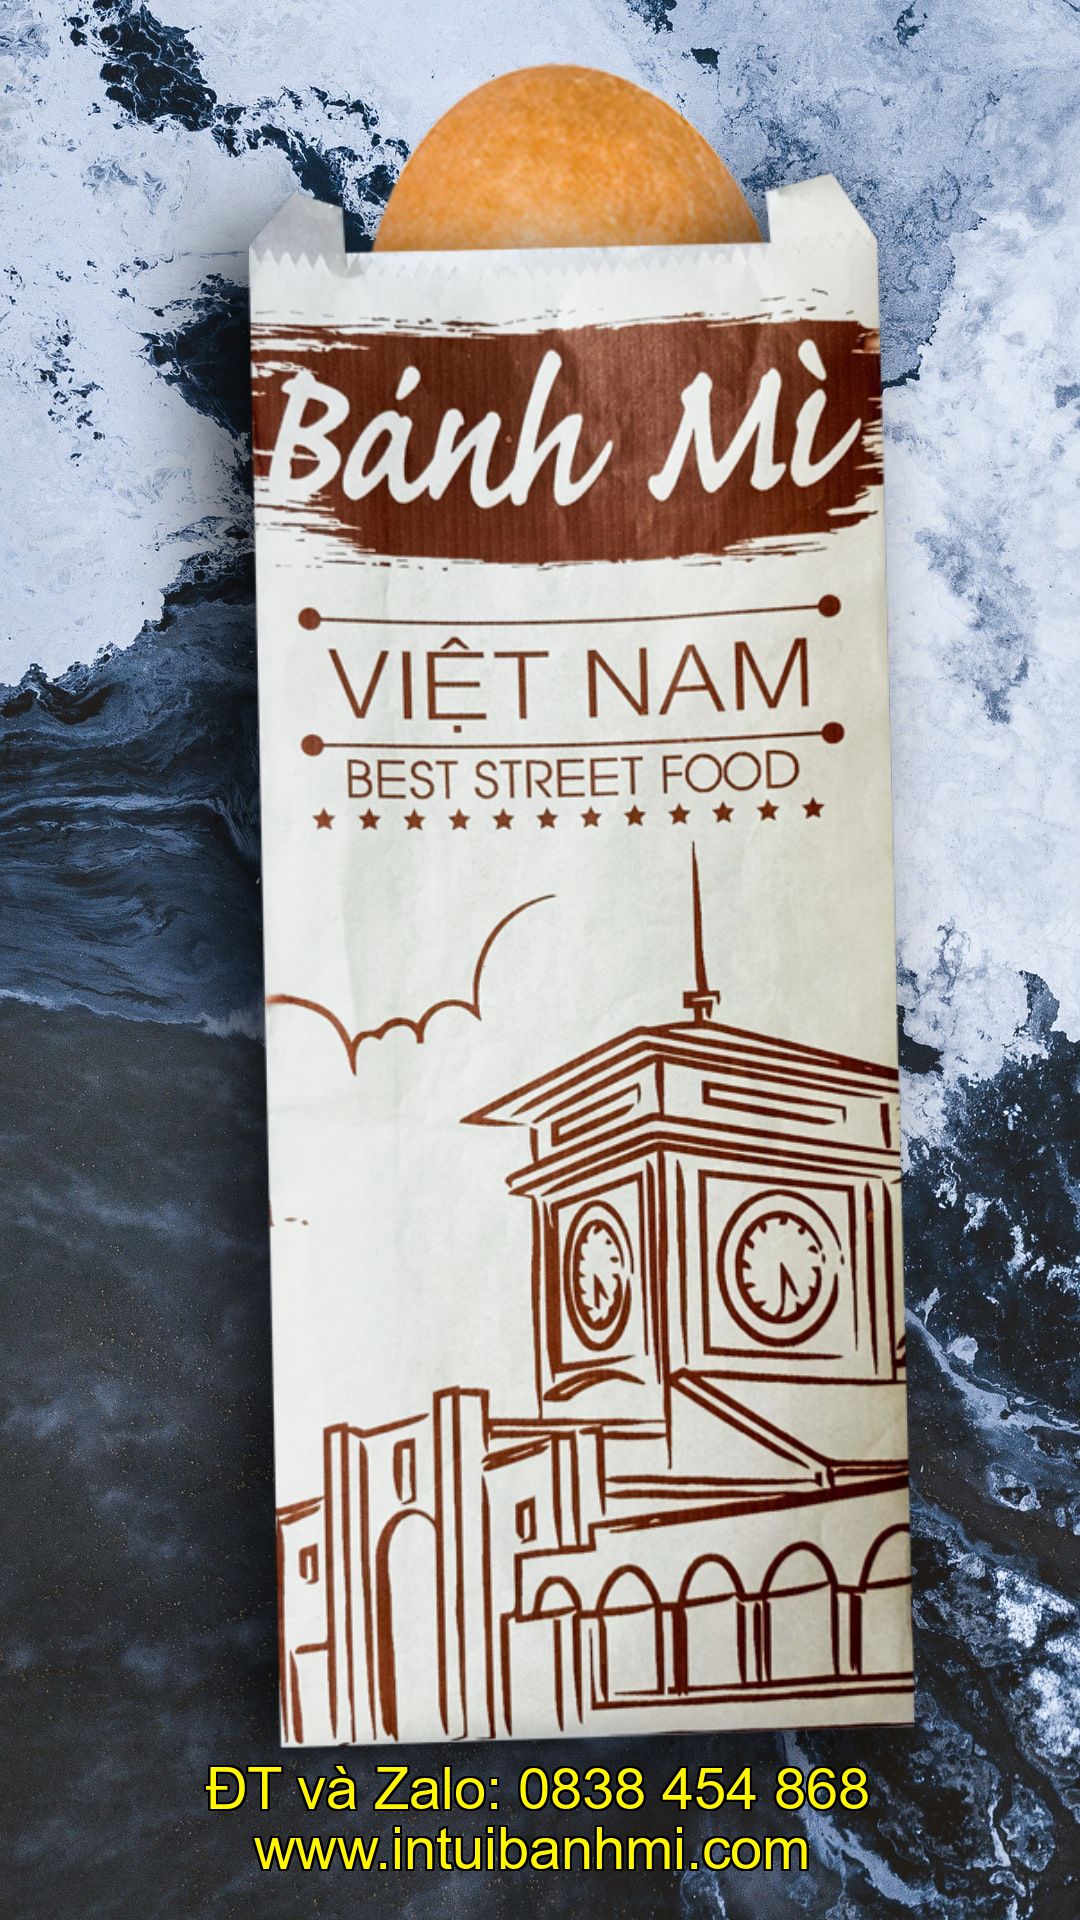 Bánh Mì
VIỆT NAM
BEST STREET FOOD
ĐT và Zalo: 0838 454 868
www.intuibanhmi.com